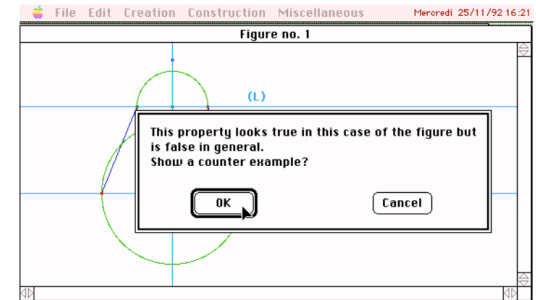 File Edit Creation Construction Miscellaneous Mercredi 25/11/92 16:21
Figure no. 1
(L)
This property looks true in this case of the figure but
is false in general.
Show a counter example?
OK Cancel